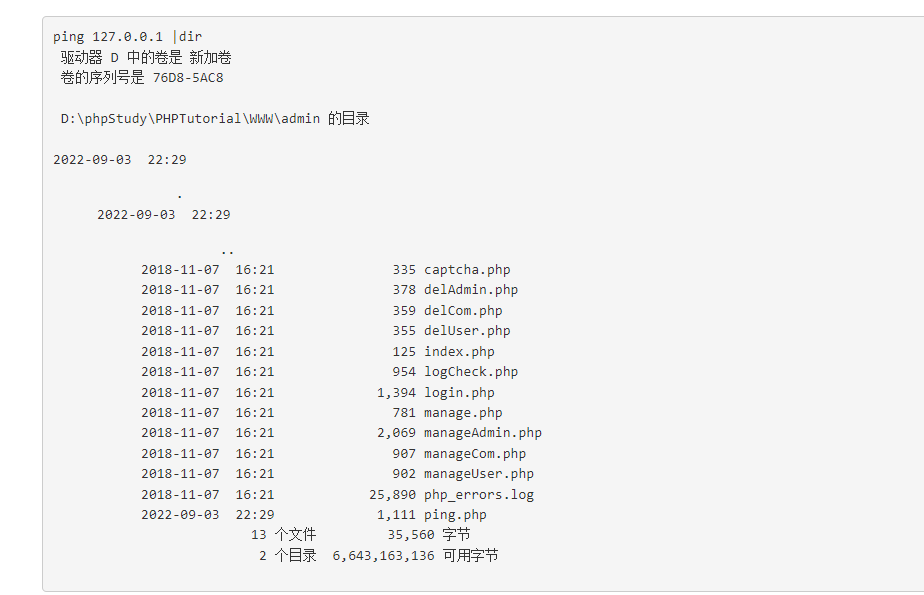 ping 127.0.0.1 |dir
驱动器 D 中的卷是 新加卷
卷的序列号是 76D8-5AC8
D:\phpStudy\PHPTutorial\WWW\admin 的目录
2022-09-03  22:29
.
2022-09-03  22:29
..
2018-11-07  16:21               335 captcha.php
2018-11-07  16:21               378 delAdmin.php
2018-11-07  16:21               359 delCom.php
2018-11-07  16:21               355 delUser.php
2018-11-07  16:21               125 index.php
2018-11-07  16:21               954 logCheck.php
2018-11-07  16:21             1,394 login.php
2018-11-07  16:21               781 manage.php
2018-11-07  16:21             2,069 manageAdmin.php
2018-11-07  16:21               907 manageCom.php
2018-11-07  16:21               902 manageUser.php
2018-11-07  16:21            25,890 php_errors.log
2022-09-03  22:29             1,111 ping.php
13 个文件         35,560 字节
2 个目录  6,643,163,136 可用字节